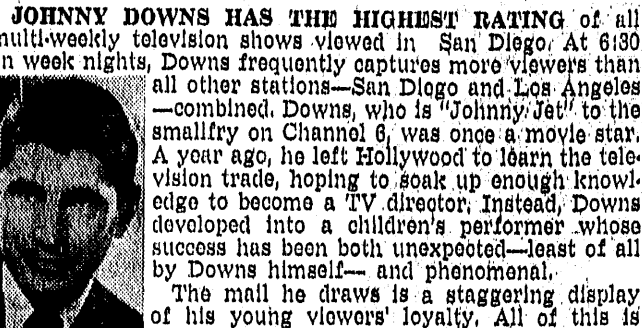 JOHNNY DOWNS HAS THE HIGHEST RATING of all
multi-weekly television shows viewed in San Diego. At 6:30
on week nights, Downs frequently captures more viewers than
all other stations—San Diego and Los Angeles
—combined. Downs, who is "Johnny Jet" to the
smallfry on Channel 6, was once a movie star.
A year ago, he left Hollywood to learn the tele-
vision trade, hoping to soak up enough knowl-
edge to become a TV director. Instead, Downs
developed into a children's performer whose
success has been both unexpected—least of all
by Downs himself— and phenomenal.
The mail he draws is a staggering display
of his young viewers' loyalty. All of this is